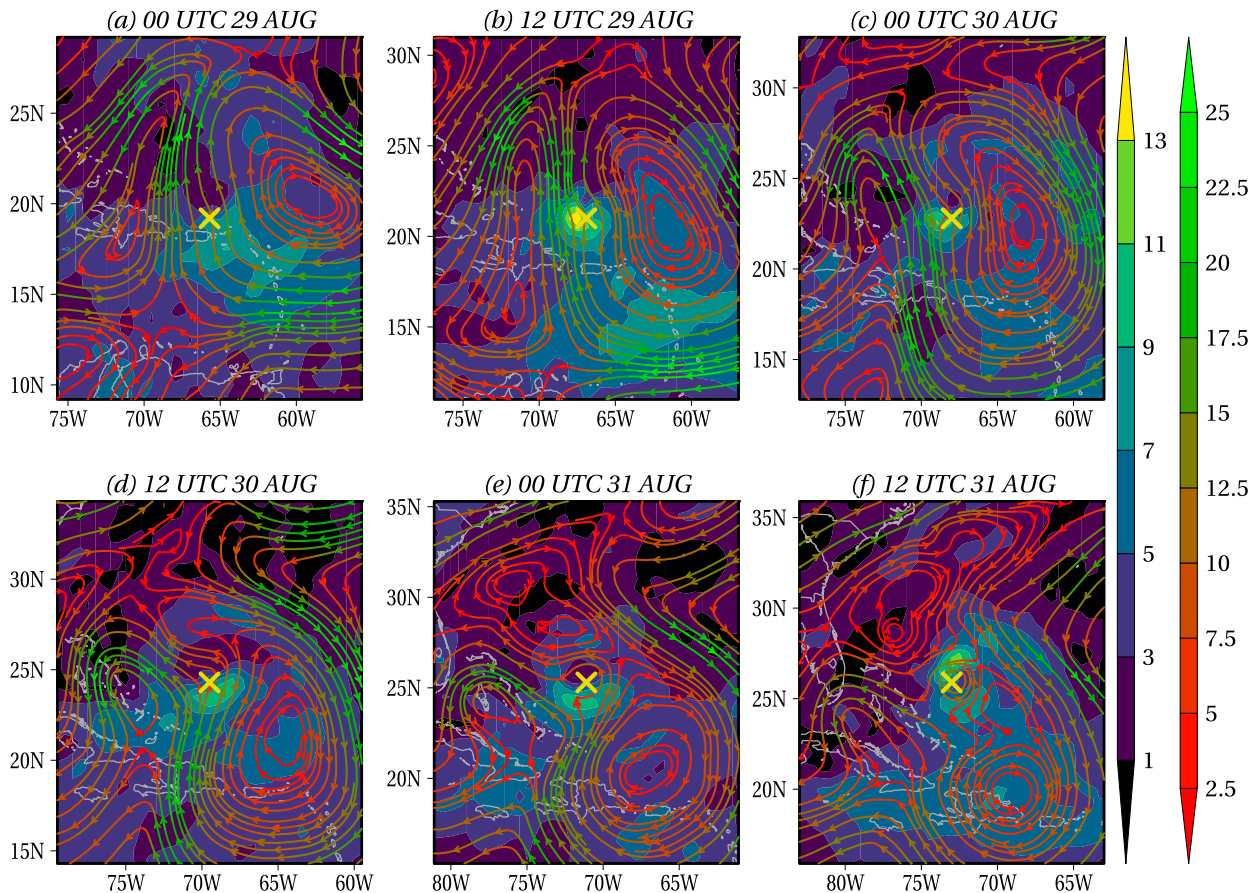 (a) 00 UTC 29 AUG
(b) 12 UTC 29 AUG
(c) 00 UTC 30 AUG
25N
20N
15N
10N
75W 70W 65W 60W
30N
25N
20N
15N
75W 70W 65W 60W
30N
25N
20N
15N
75W 70W 65W 60W
(d) 12 UTC 30 AUG
(e) 00 UTC 31 AUG
(f) 12 UTC 31 AUG
35N
30N
25N
20N
15N
75W 70W 65W 60W
35N
30N
25N
20N
80W 75W 70W 65W
35N
30N
25N
20N
80W 75W 70W 65W
13
11
9
7
5
3
1
25
22.5
20
17.5
15
12.5
10
7.5
5
2.5